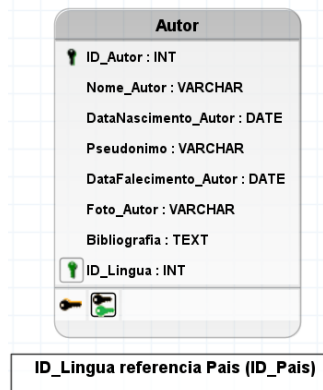 Autor
ID_Autor : INT
Nome_Autor : VARCHAR
DataNascimento_Autor : DATE
Pseudonimo : VARCHAR
DataFalecimento_Autor : DATE
Foto_Autor : VARCHAR
Bibliografia : TEXT
ID_Lingua : INT
ID_Lingua referencia Pais (ID_Pais)